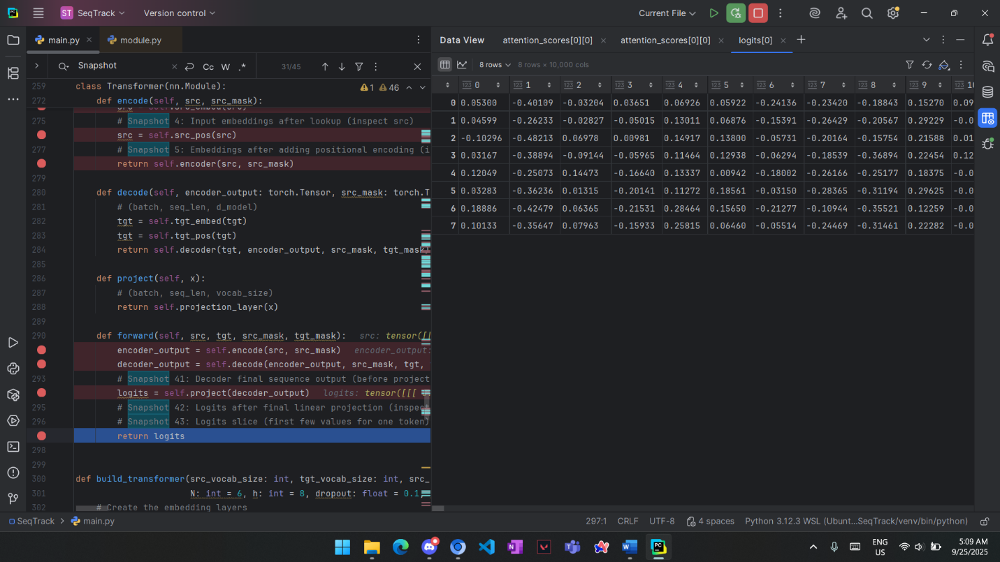 ST SeqTrack Version control Current File
main.py module.py
Data View attention_scores[0][0] attention_scores[0][0] logits[0]
Snapshot Cc W .* 31/45
8 rows 8 rows × 10,000 cols
259 class Transformer(nn.Module): 1 46
272 def encode(self, src, src_mask):
275 # Snapshot 4: Input embeddings after lookup (inspect src)
src = self.src_pos(src)
277 # Snapshot 5: Embeddings after adding positional encoding (i
return self.encoder(src, src_mask)
279
280 def decode(self, encoder_output: torch.Tensor, src_mask: torch.T
281 # (batch, seq_len, d_model)
282 tgt = self.tgt_embed(tgt)
283 tgt = self.tgt_pos(tgt)
284 return self.decoder(tgt, encoder_output, src_mask, tgt_mask)
285
286 def project(self, x):
287 # (batch, seq_len, vocab_size)
288 return self.projection_layer(x)
289
290 def forward(self, src, tgt, src_mask, tgt_mask): src: tensor([[
encoder_output = self.encode(src, src_mask) encoder_output:
decoder_output = self.decode(encoder_output, src_mask, tgt,
293 # Snapshot 41: Decoder final sequence output (before project
logits = self.project(decoder_output) logits: tensor([[[
295 # Snapshot 42: Logits after final linear projection (inspect
296 # Snapshot 43: Logits slice (first few values for one token)
return logits
298
299
300 def build_transformer(src_vocab_size: int, tgt_vocab_size: int, src_
301 N: int = 6, h: int = 8, dropout: float = 0.1,
302 # Create the embedding layers
123 0 123 1 123 2 123 3 123 4 123 5 123 6 123 7 123 8 123 9 123 10
0 0.05300 -0.40109 -0.03204 0.03651 0.06926 0.05922 -0.24136 -0.23420 -0.18843 0.15270 0.09
1 0.04599 -0.26233 -0.02827 -0.05015 0.13011 0.06876 -0.15391 -0.26429 -0.20567 0.29229 -0.0
2 -0.10296 -0.48213 0.06978 0.00981 0.14917 0.13800 -0.05731 -0.20164 -0.15754 0.21588 0.01
3 0.03167 -0.38894 -0.09144 -0.05965 0.11464 0.12938 -0.06294 -0.18539 -0.36894 0.22454 0.12
4 0.12049 -0.25073 0.14473 -0.16640 0.13337 0.00942 -0.18002 -0.26166 -0.25177 0.18375 -0.0
5 0.03283 -0.36236 0.01315 -0.20141 0.11272 0.18561 -0.03150 -0.28365 -0.31194 0.29625 -0.0
6 0.18886 -0.42479 0.06365 -0.21531 0.28464 0.15650 -0.21277 -0.10944 -0.35521 0.12259 -0.0
7 0.10133 -0.35647 0.07963 -0.15933 0.25815 0.06460 -0.05514 -0.24469 -0.31461 0.22282 -0.0
SeqTrack main.py 297:1 CRLF UTF-8 4 spaces Python 3.12.3 WSL (Ubunt...SeqTrack/venv/bin/python)
ENG
US
5:09 AM
9/25/2025